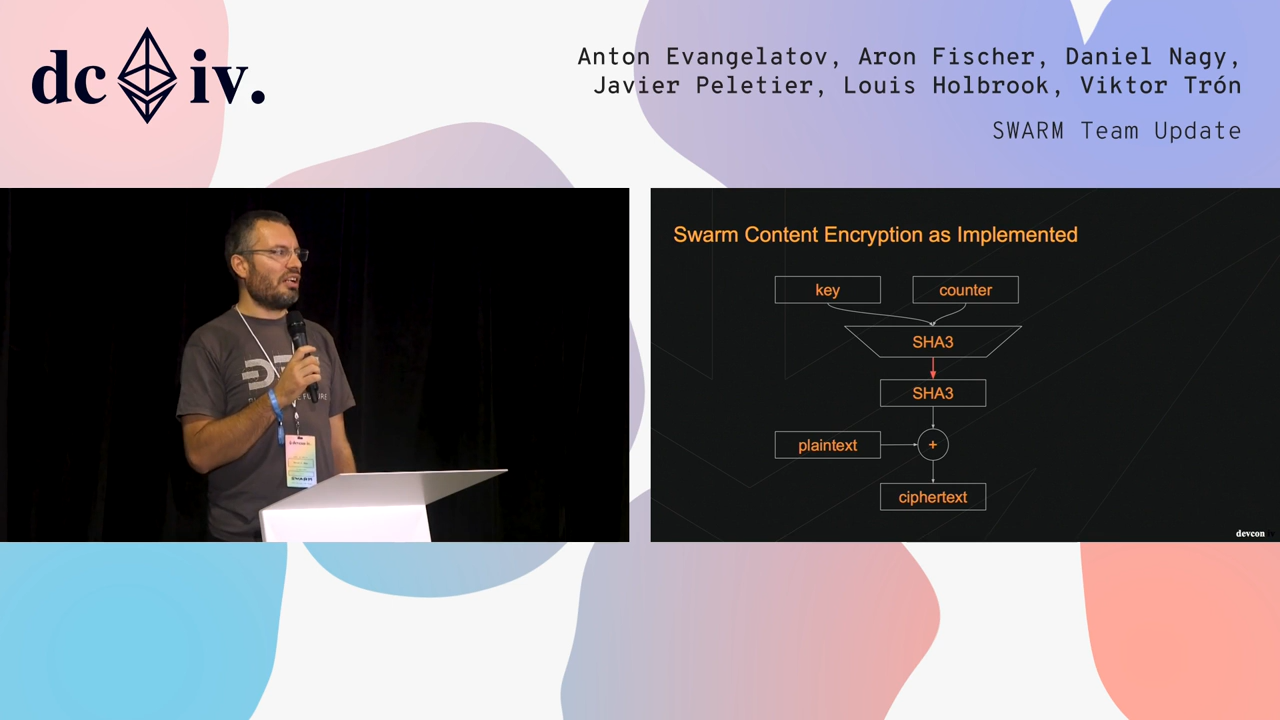 dc iv.
Anton Evangelatov, Aron Fischer, Daniel Nagy,
Javier Peletier, Louis Holbrook, Viktor Trón
SWARM Team Update
Swarm Content Encryption as Implemented
key
counter
SHA3
SHA3
plaintext
+
ciphertext
devcon